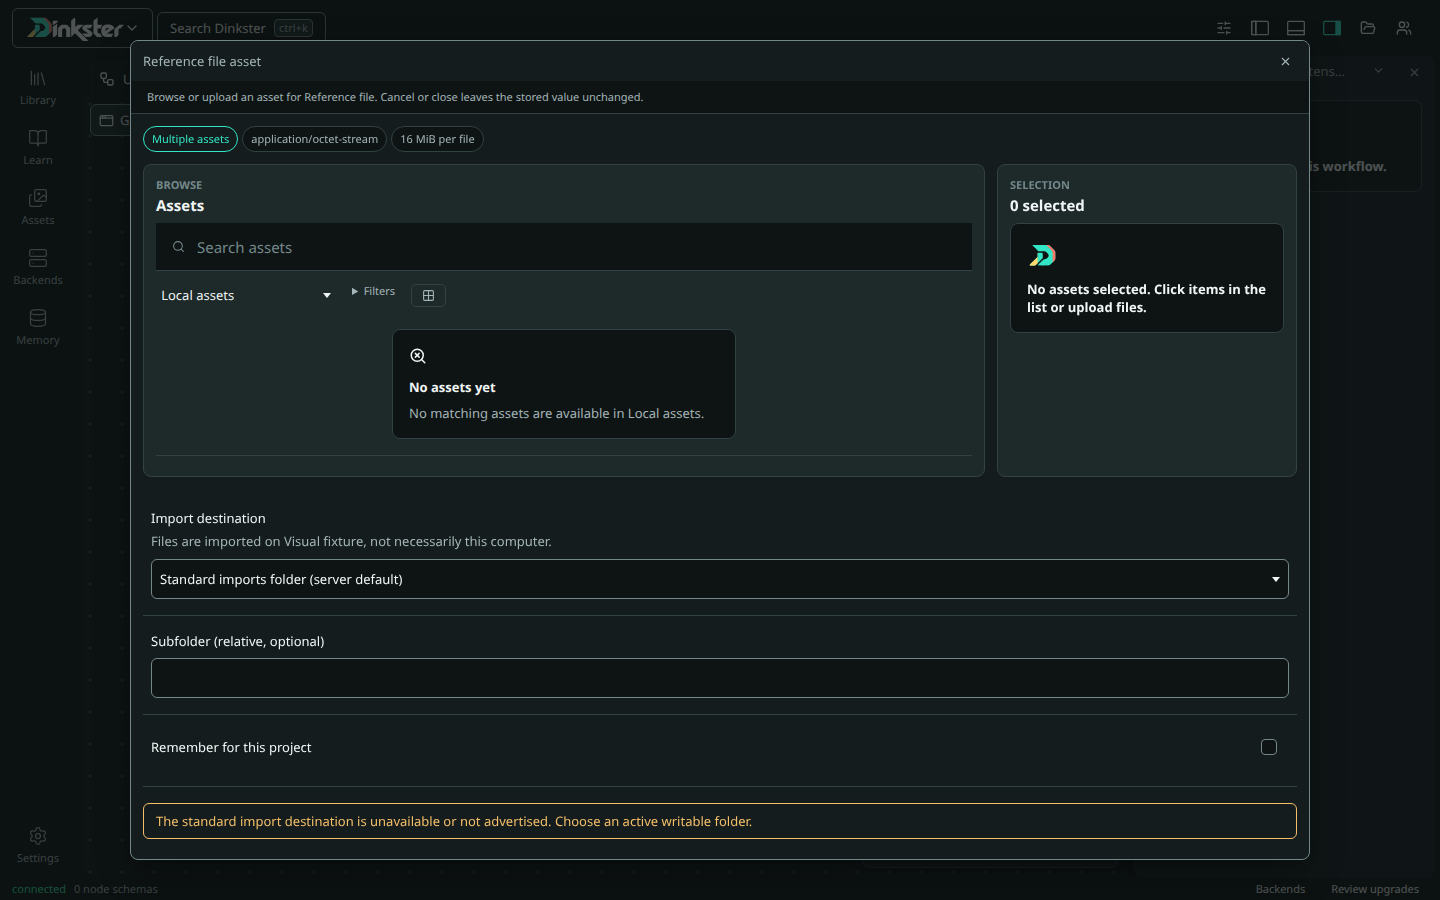 Dinkster
Search Dinkster ctrl+k
Library
Learn
Assets
Backends
Memory
Settings
U
G
tens...
is workflow.
Reference file asset
Browse or upload an asset for Reference file. Cancel or close leaves the stored value unchanged.
Multiple assets
application/octet-stream
16 MiB per file
BROWSE
Assets
Search assets
Local assets
Filters
No assets yet
No matching assets are available in Local assets.
SELECTION
0 selected
No assets selected. Click items in the
list or upload files.
Import destination
Files are imported on Visual fixture, not necessarily this computer.
Standard imports folder (server default)
Subfolder (relative, optional)
Remember for this project
The standard import destination is unavailable or not advertised. Choose an active writable folder.
connected 0 node schemas
Backends
Review upgrades